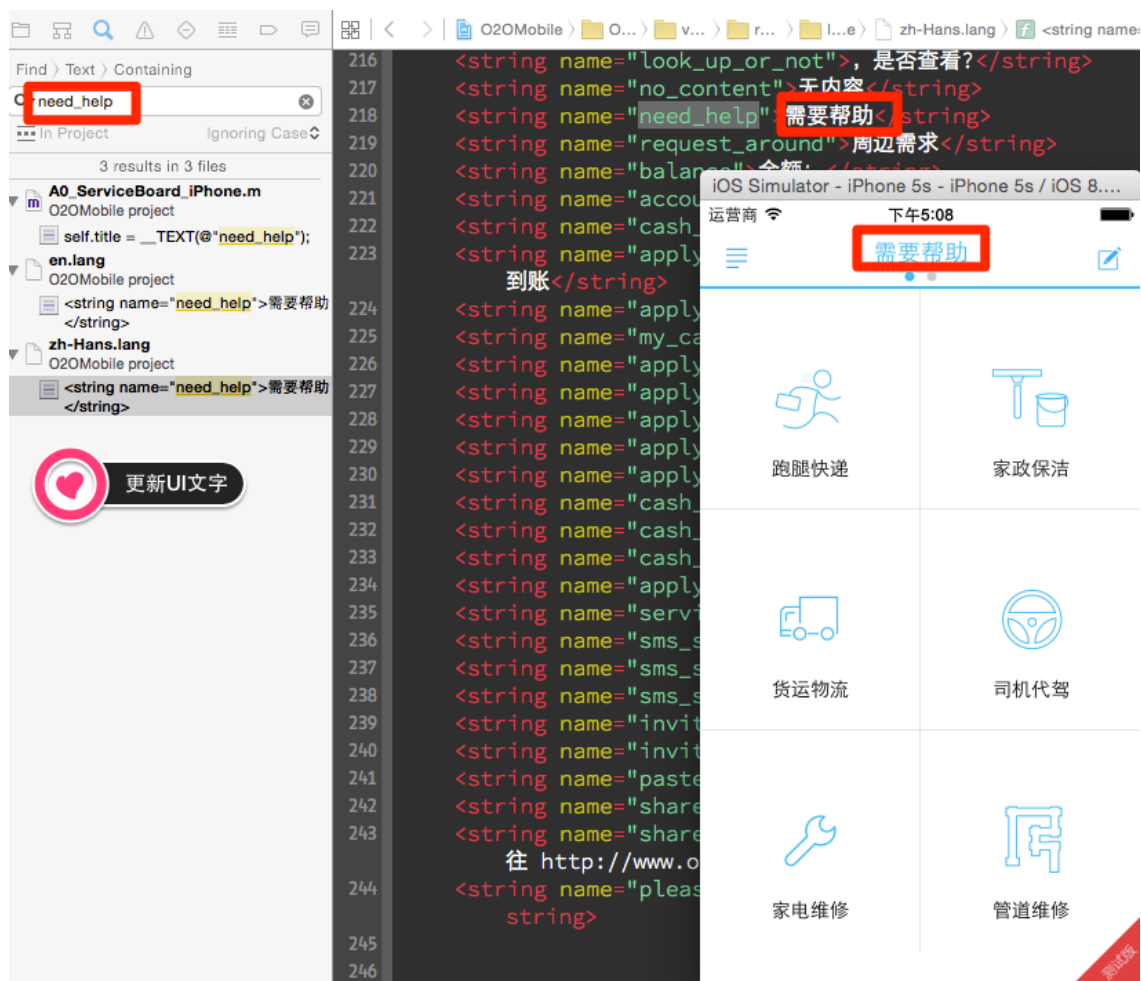 O2OMobile 〉 O...〉 v...〉 r...〉 l...e〉 zh-Hans.lang 〉 <string name=
Find 〉 Text 〉 Containing
need_help
In Project
Ignoring Case
3 results in 3 files
A0_ServiceBoard_iPhone.m
O2OMobile project
self.title = __TEXT(@"need_help");
en.lang
O2OMobile project
<string name="need_help">需要帮助
</string>
zh-Hans.lang
O2OMobile project
<string name="need_help">需要帮助
</string>
更新UI文字
216 <string name="look_up_or_not">，是否查看?</string>
217 <string name="no_content">无内容</string>
218 <string name="need_help">需要帮助</string>
219 <string name="request_around">周边需求</string>
220 <string name="balance">余额：</string>
221 <string name="accou
222 <string name="cash_
223 <string name="apply
到账</string>
224 <string name="apply
225 <string name="my_ca
226 <string name="apply
227 <string name="apply
228 <string name="apply
229 <string name="apply
230 <string name="apply
231 <string name="cash_
232 <string name="cash_
233 <string name="cash_
234 <string name="apply
235 <string name="servi
236 <string name="sms_s
237 <string name="sms_s
238 <string name="sms_s
239 <string name="invit
240 <string name="invit
241 <string name="paste
242 <string name="share
243 <string name="share
往 http://www.o
244 <string name="pleas
string>
245
246
iOS Simulator - iPhone 5s - iPhone 5s / iOS 8....
运营商
下午5:08
需要帮助
跑腿快递
家政保洁
货运物流
司机代驾
家电维修
管道维修
测试版